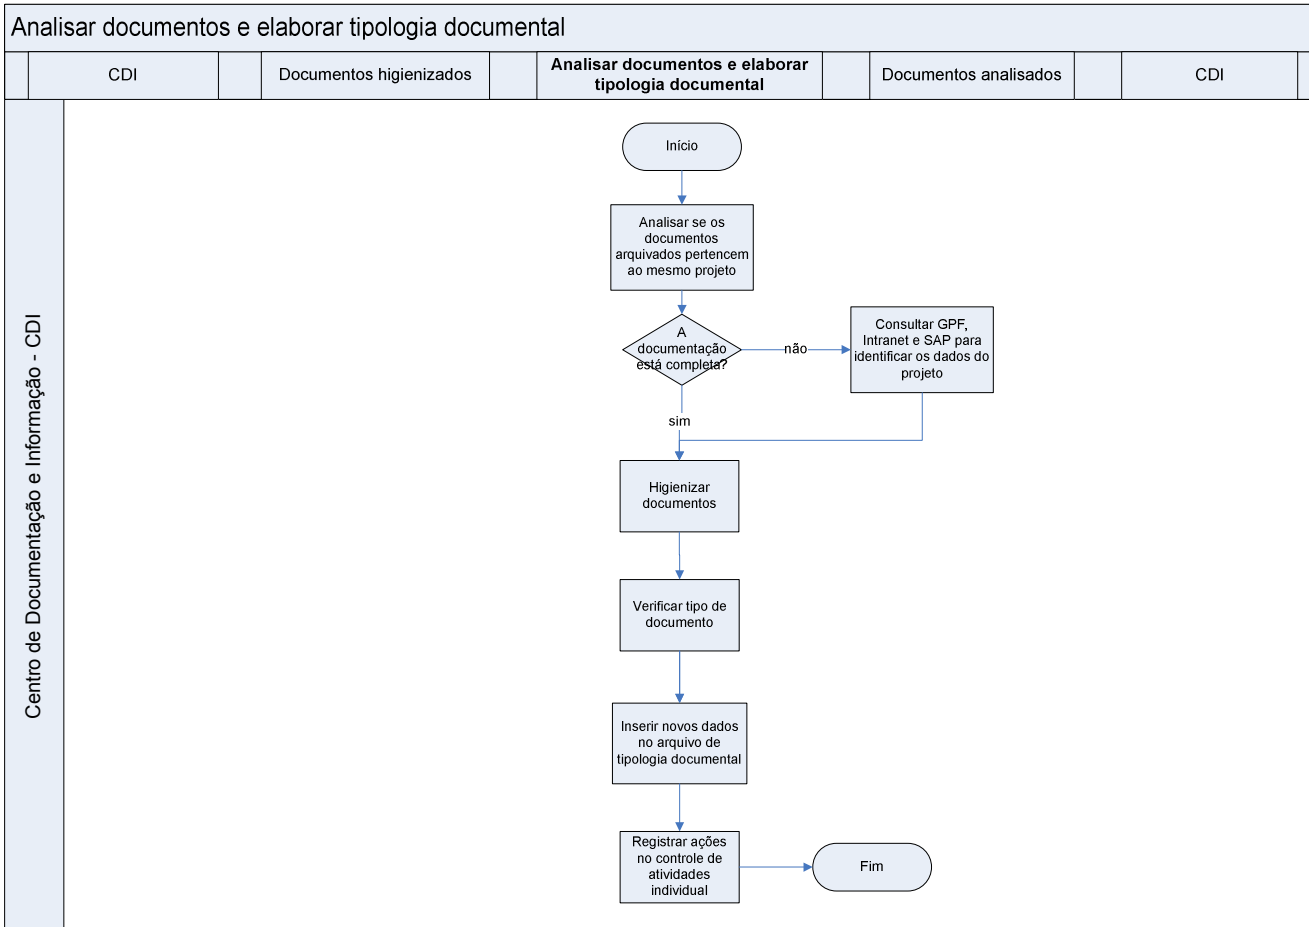 Analisar documentos e elaborar tipologia documental
CDI
Documentos higienizados
Analisar documentos e elaborar
tipologia documental
Documentos analisados
CDI
Centro de Documentação e Informação - CDI
Início
Analisar se os
documentos
arquivados pertencem
ao mesmo projeto
A
documentação
está completa?
não
Consultar GPF,
Intranet e SAP para
identificar os dados do
projeto
sim
Higienizar
documentos
Verificar tipo de
documento
Inserir novos dados
no arquivo de
tipologia documental
Registrar ações
no controle de
atividades
individual
Fim